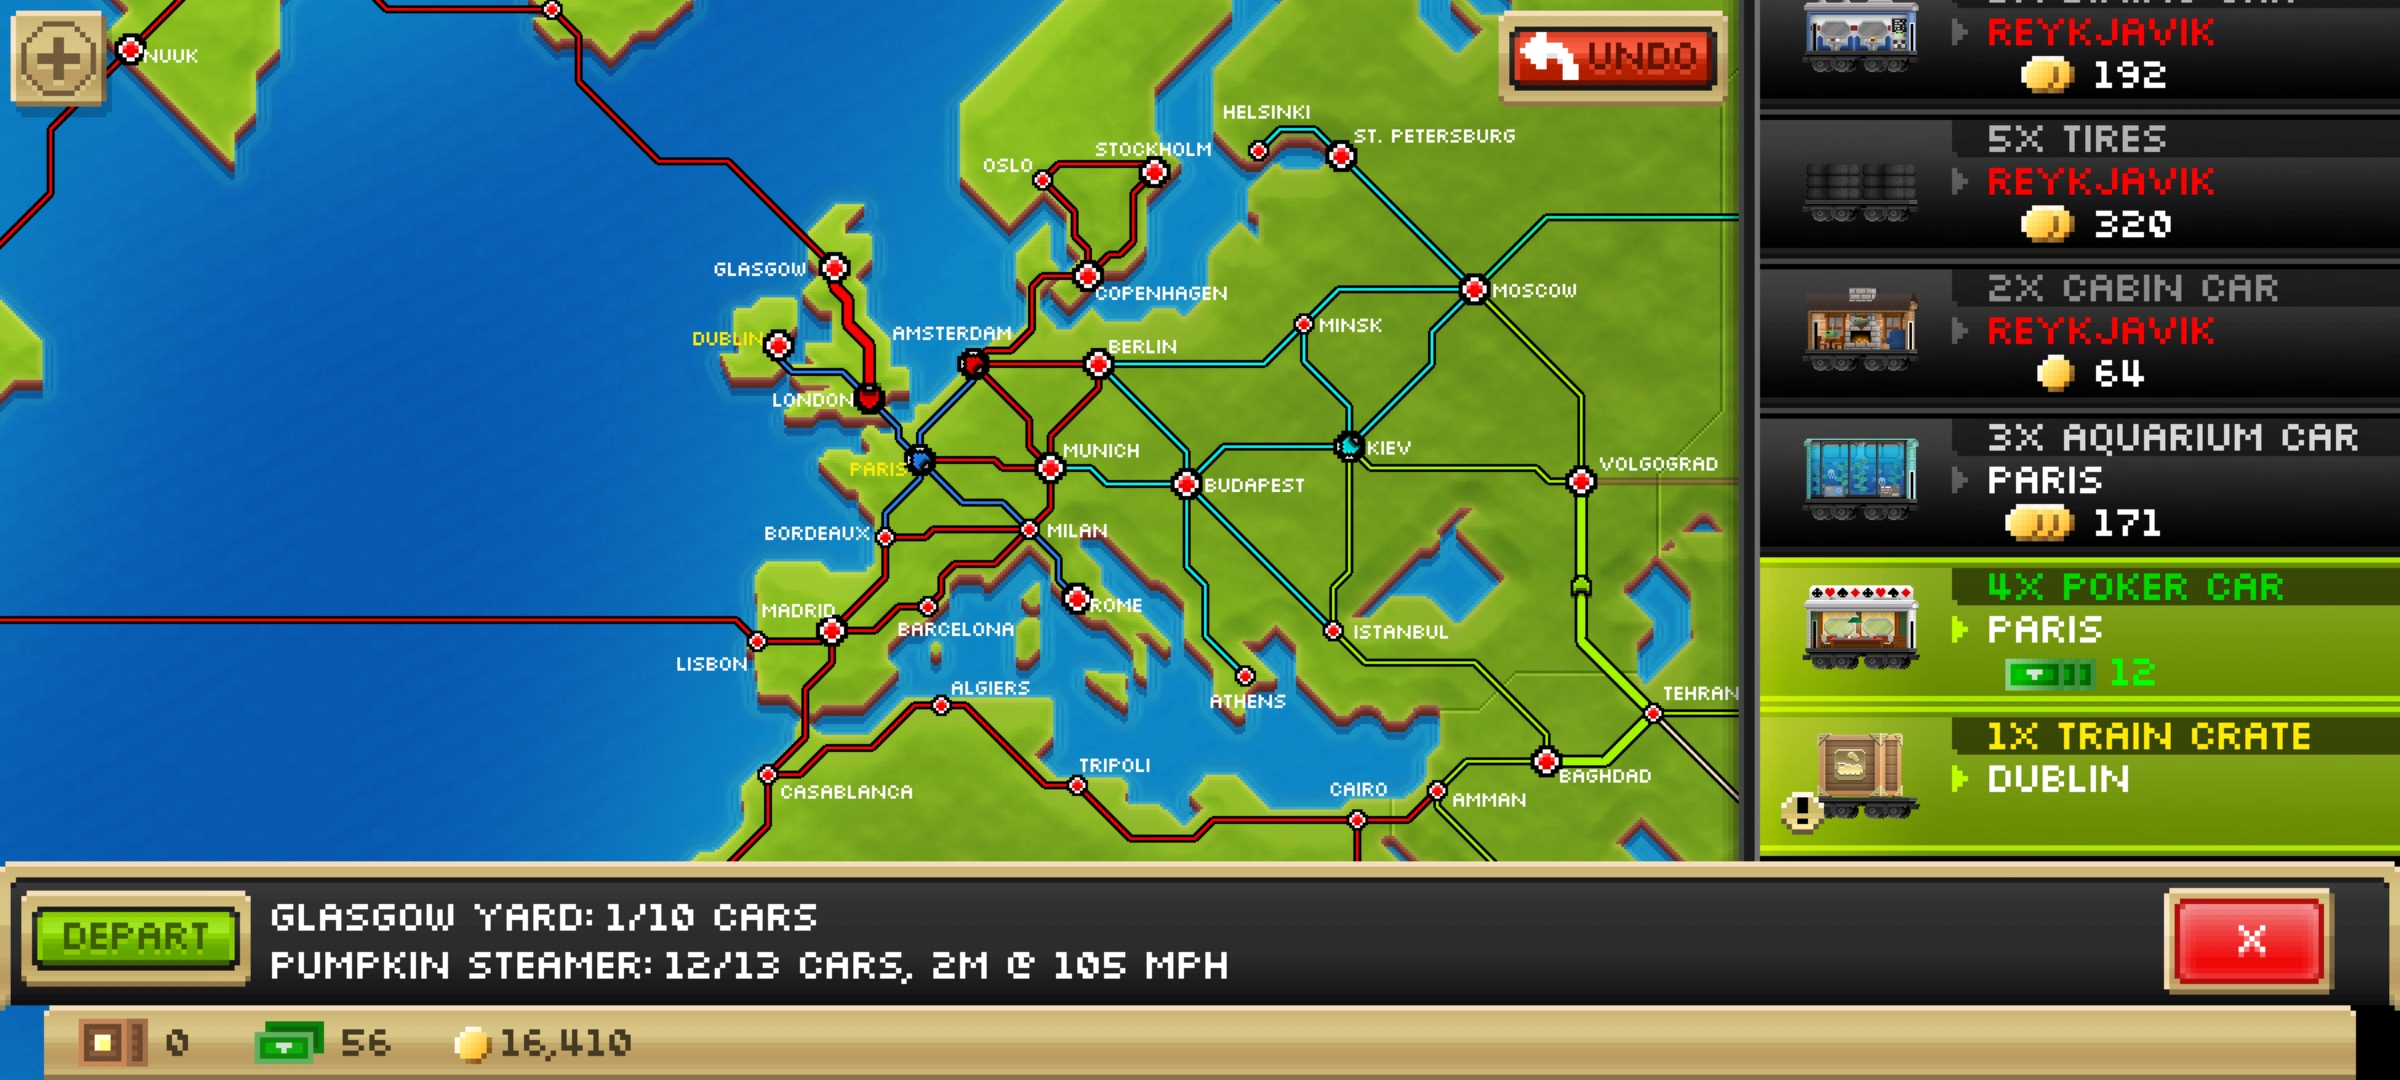 NUUK
UNDO
HELSINKI
ST. PETERSBURG
STOCKHOLM
OSLO
GLASGOW
COPENHAGEN
MOSCOW
AMSTERDAM
MINSK
DUBLIN
BERLIN
LONDON
MUNICH
KIEV
PARIS
VOLGOGRAD
BUDAPEST
BORDEAUX
MILAN
MADRID
ROME
BARCELONA
ISTANBUL
LISBON
ALGIERS
ATHENS
TEHRAN
TRIPOLI
BAGHDAD
CASABLANCA
CAIRO
AMMAN
REYKJAVIK
192
5X TIRES
REYKJAVIK
320
2X CABIN CAR
REYKJAVIK
64
3X AQUARIUM CAR
PARIS
171
4X POKER CAR
PARIS
12
1X TRAIN CRATE
DUBLIN
DEPART
GLASGOW YARD: 1/10 CARS
PUMPKIN STEAMER: 12/13 CARS, 2M @ 105 MPH
X
0
56
16,410